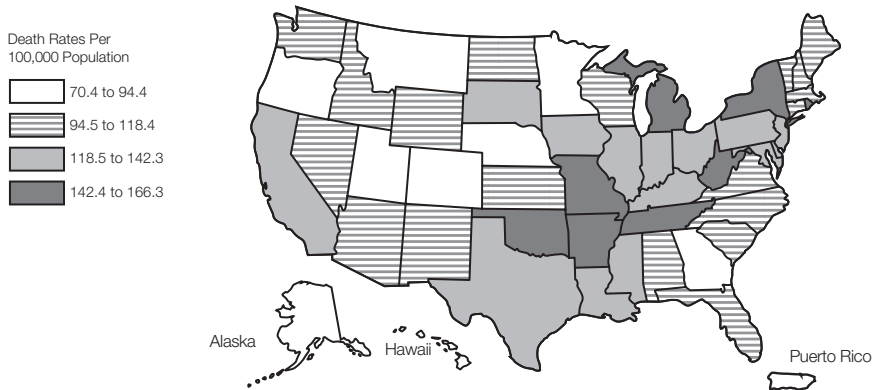 Death Rates Per
100,000 Population
70.4 to 94.4
94.5 to 118.4
118.5 to 142.3
142.4 to 166.3
Alaska
Hawaii
Puerto Rico